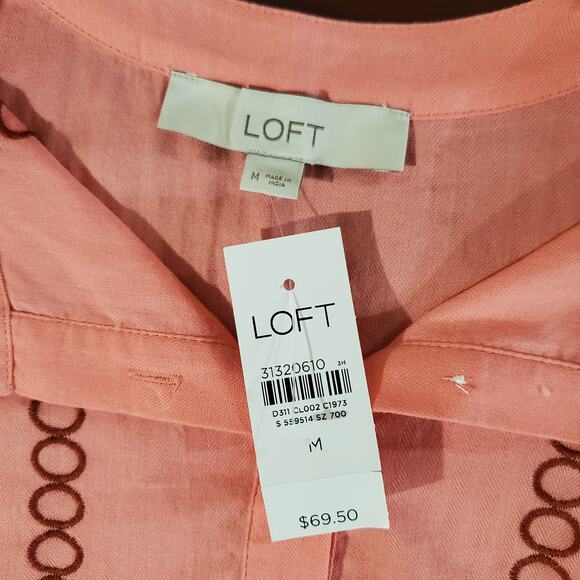 LOFT
M MADE IN
INDIA
LOFT
31320610 3H
D311 CL002 C1973
S 559514 SZ 700
M
$69.50